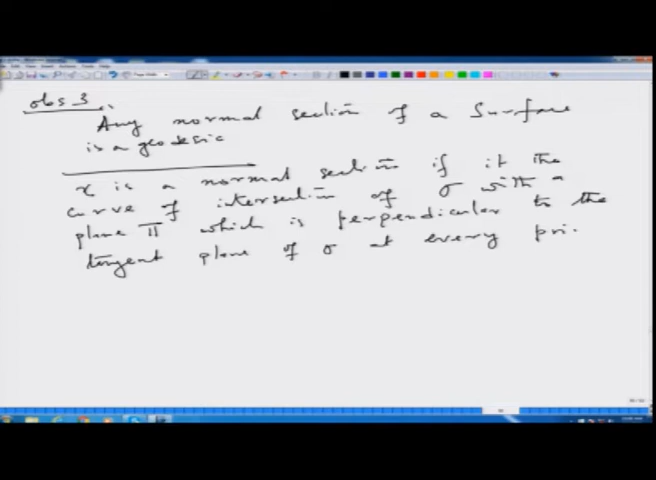 obs 3.
Any normal section of a surface
is a geodesic
is a normal section if it the
curve of intersection of σ with a
plane π which is perpendicular to the
tangent plane of σ at every